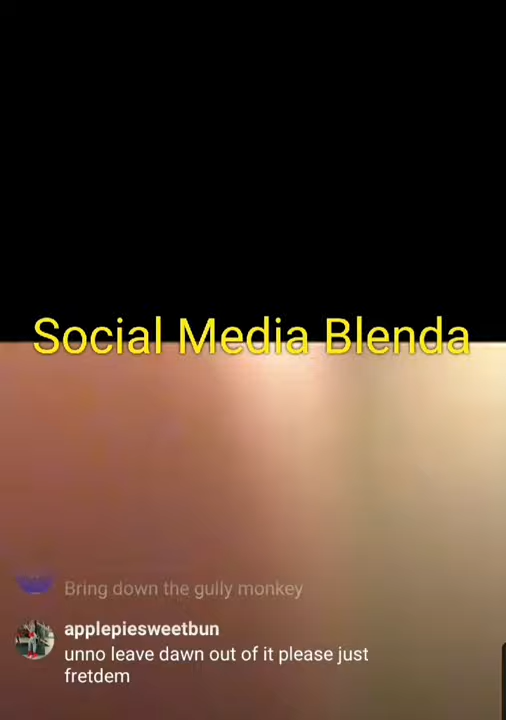 Social Media Blenda
Bring down the gully monkey
applepiesweetbun
unno leave dawn out of it please just
fretdem